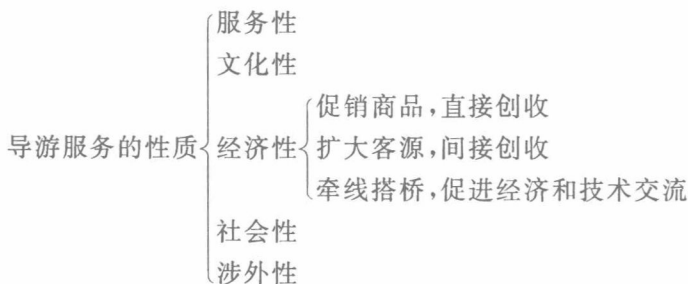 服务性
文化性
促销商品,直接创收
导游服务的性质 经济性 扩大客源,间接创收
牵线搭桥,促进经济和技术交流
社会性
涉外性